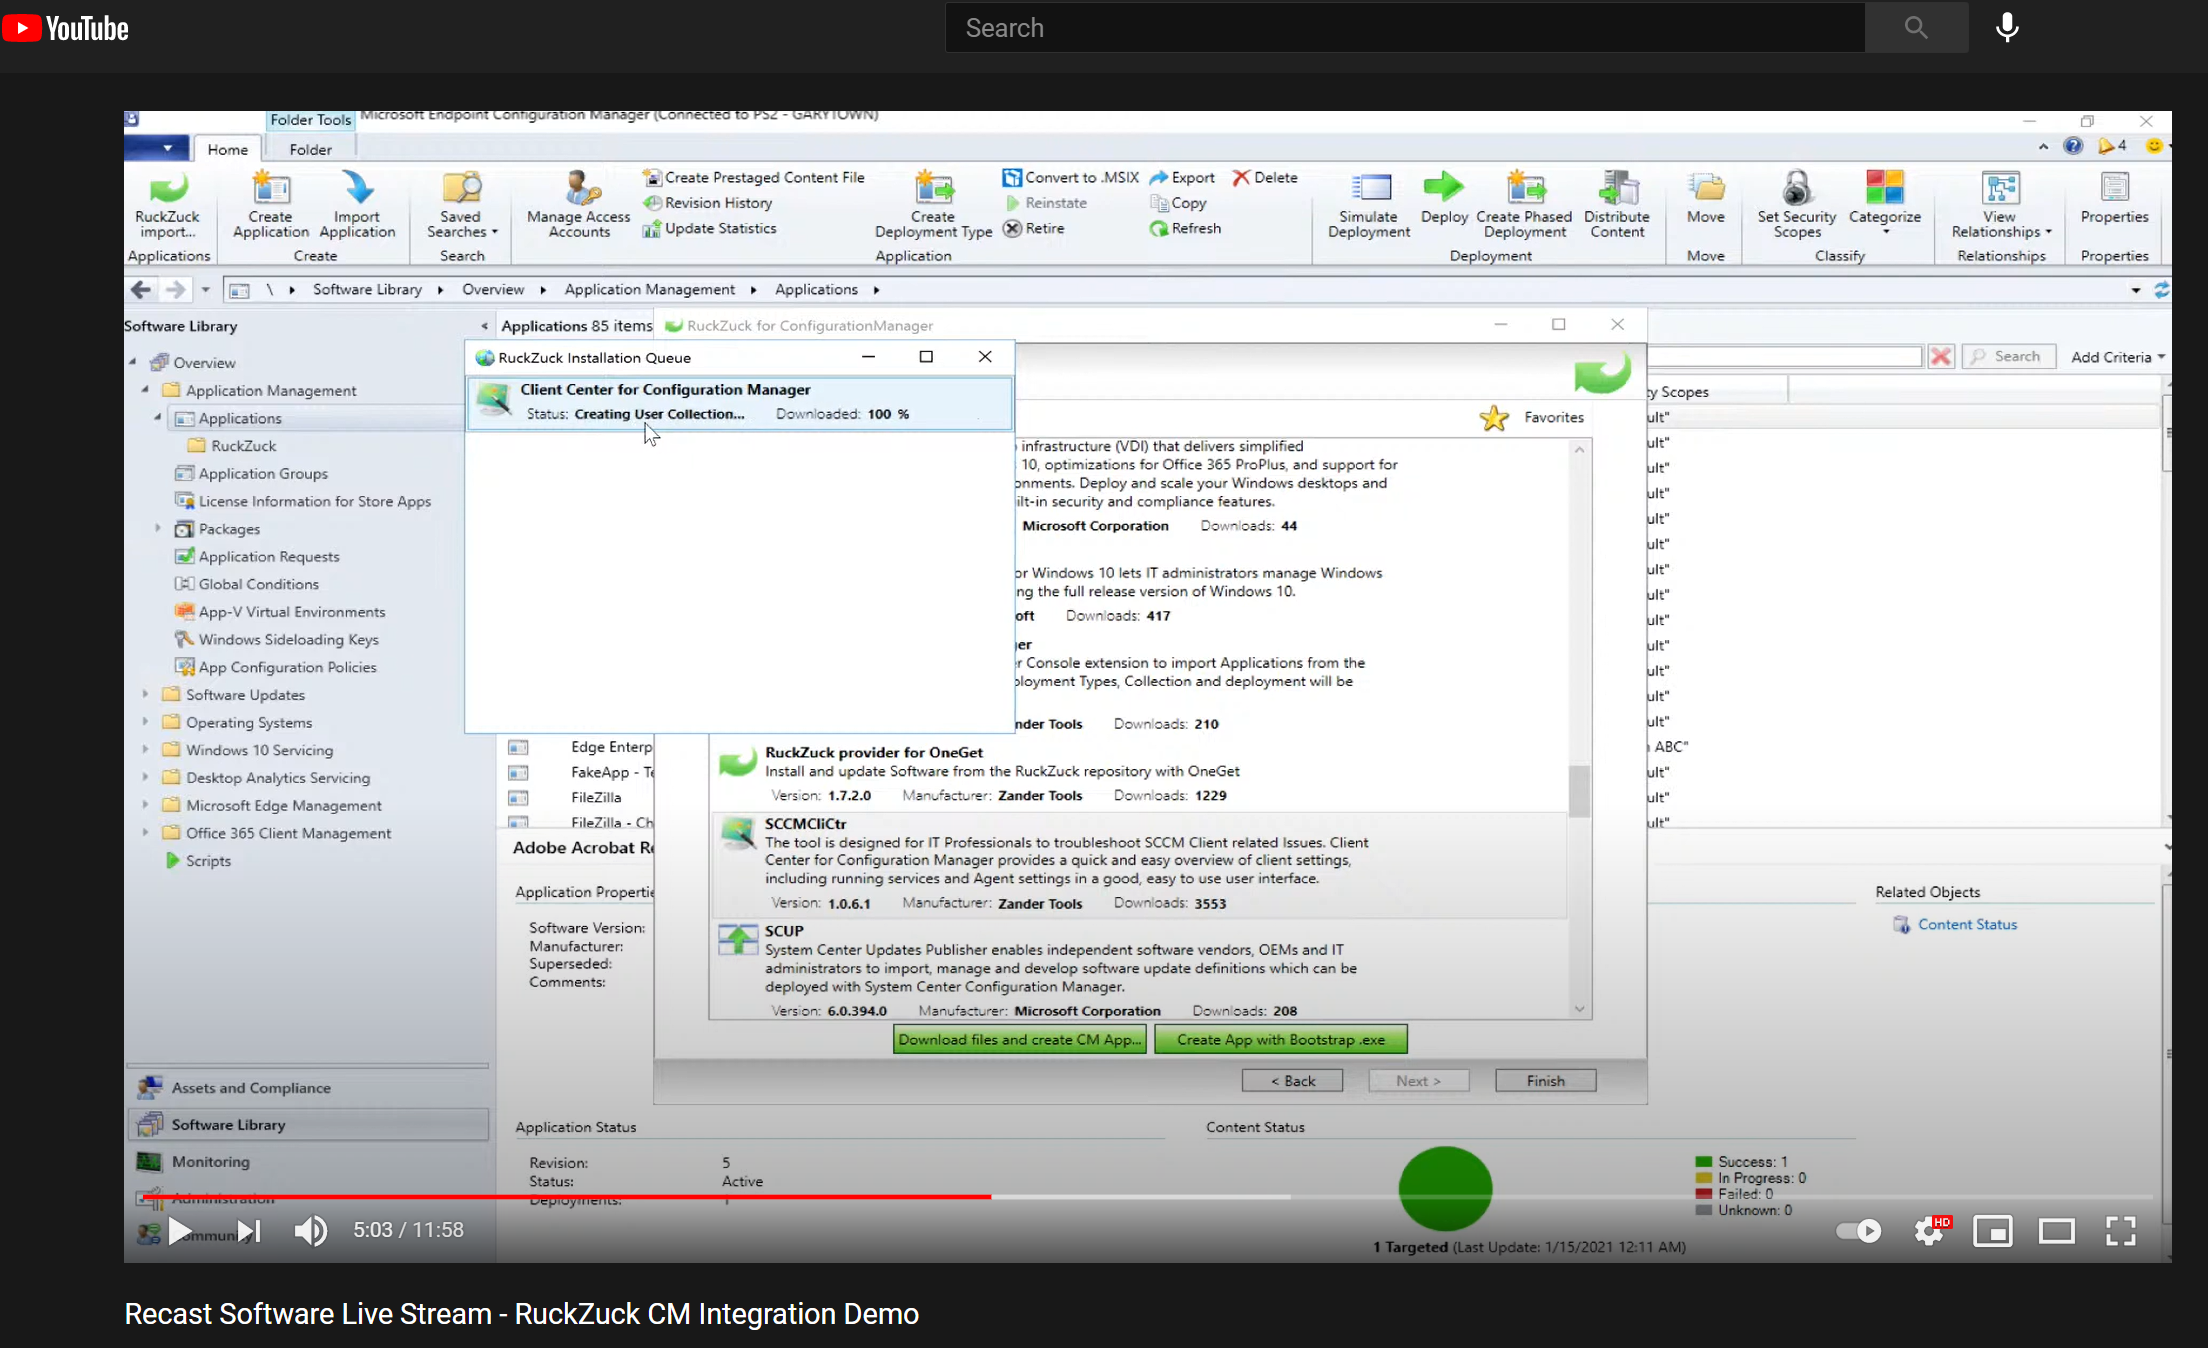 YouTube
Search
Folder Tools
Microsoft Endpoint Configuration Manager (Connected to PS2 - GARYTOWN)
Home
Folder
4
RuckZuck import...
Create Application
Import Application
Saved Searches
Manage Access Accounts
Create Prestaged Content File
Revision History
Update Statistics
Create Deployment Type
Convert to .MSIX
Export
Delete
Reinstate
Copy
Retire
Refresh
Simulate Deployment
Deploy
Create Phased Deployment
Distribute Content
Move
Set Security Scopes
Categorize
View Relationships
Properties
Applications
Create
Search
Application
Deployment
Move
Classify
Relationships
Properties
\ Software Library Overview Application Management Applications
Software Library
Overview
Application Management
Applications
RuckZuck
Application Groups
License Information for Store Apps
Packages
Application Requests
Global Conditions
App-V Virtual Environments
Windows Sideloading Keys
App Configuration Policies
Software Updates
Operating Systems
Windows 10 Servicing
Desktop Analytics Servicing
Microsoft Edge Management
Office 365 Client Management
Scripts
Assets and Compliance
Software Library
Monitoring
Administration
Applications 85 items
RuckZuck for ConfigurationManager
RuckZuck Installation Queue
Client Center for Configuration Manager
Status: Creating User Collection... Downloaded: 100 %
Search
Add Criteria
Favorites
infrastructure (VDI) that delivers simplified
10, optimizations for Office 365 ProPlus, and support for
onments. Deploy and scale your Windows desktops and
ilt-in security and compliance features.
Microsoft Corporation Downloads: 44
or Windows 10 lets IT administrators manage Windows
ng the full release version of Windows 10.
oft Downloads: 417
er
r Console extension to import Applications from the
ployment Types, Collection and deployment will be
nder Tools Downloads: 210
RuckZuck provider for OneGet
Install and update Software from the RuckZuck repository with OneGet
Version: 1.7.2.0 Manufacturer: Zander Tools Downloads: 1229
SCCMCliCtr
The tool is designed for IT Professionals to troubleshoot SCCM Client related Issues. Client
Center for Configuration Manager provides a quick and easy overview of client settings,
including running services and Agent settings in a good, easy to use user interface.
Version: 1.0.6.1 Manufacturer: Zander Tools Downloads: 3553
SCUP
System Center Updates Publisher enables independent software vendors, OEMs and IT
administrators to import, manage and develop software update definitions which can be
deployed with System Center Configuration Manager.
Version: 6.0.394.0 Manufacturer: Microsoft Corporation Downloads: 208
Download files and create CM App...
Create App with Bootstrap .exe
< Back
Next >
Finish
y Scopes
ult"
ult"
ult"
ult"
ult"
ult"
ult"
ult"
ult"
ult"
ult"
ult"
ult"
ABC"
ult"
ult"
ult"
Edge Enterp
FakeApp - Te
FileZilla
FileZilla - Ch
Adobe Acrobat Re
Application Propertie
Software Version:
Manufacturer:
Superseded:
Comments:
Related Objects
Content Status
Application Status
Revision: 5
Status: Active
Deployments: 1
Content Status
Success: 1
In Progress: 0
Failed: 0
Unknown: 0
1 Targeted (Last Update: 1/15/2021 12:11 AM)
5:03 / 11:58
HD
Recast Software Live Stream - RuckZuck CM Integration Demo